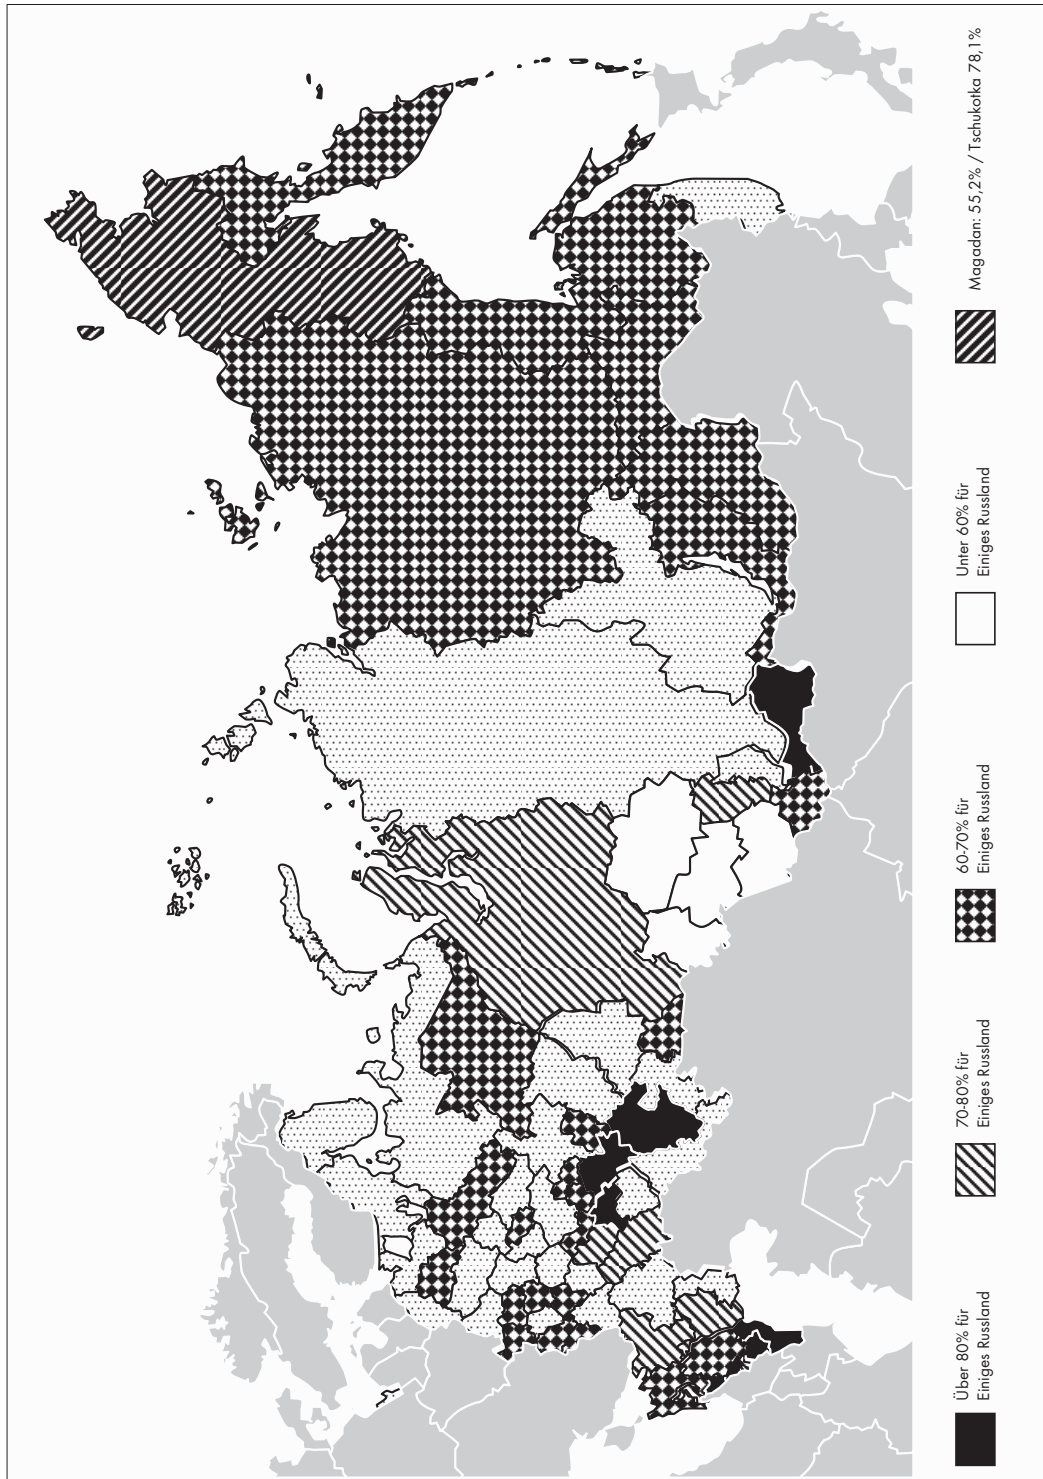 Über 80% für
Einiges Russland
70-80% für
Einiges Russland
60-70% für
Einiges Russland
Unter 60% für
Einiges Russland
Magadan: 55,2% / Tschukotka 78,1%